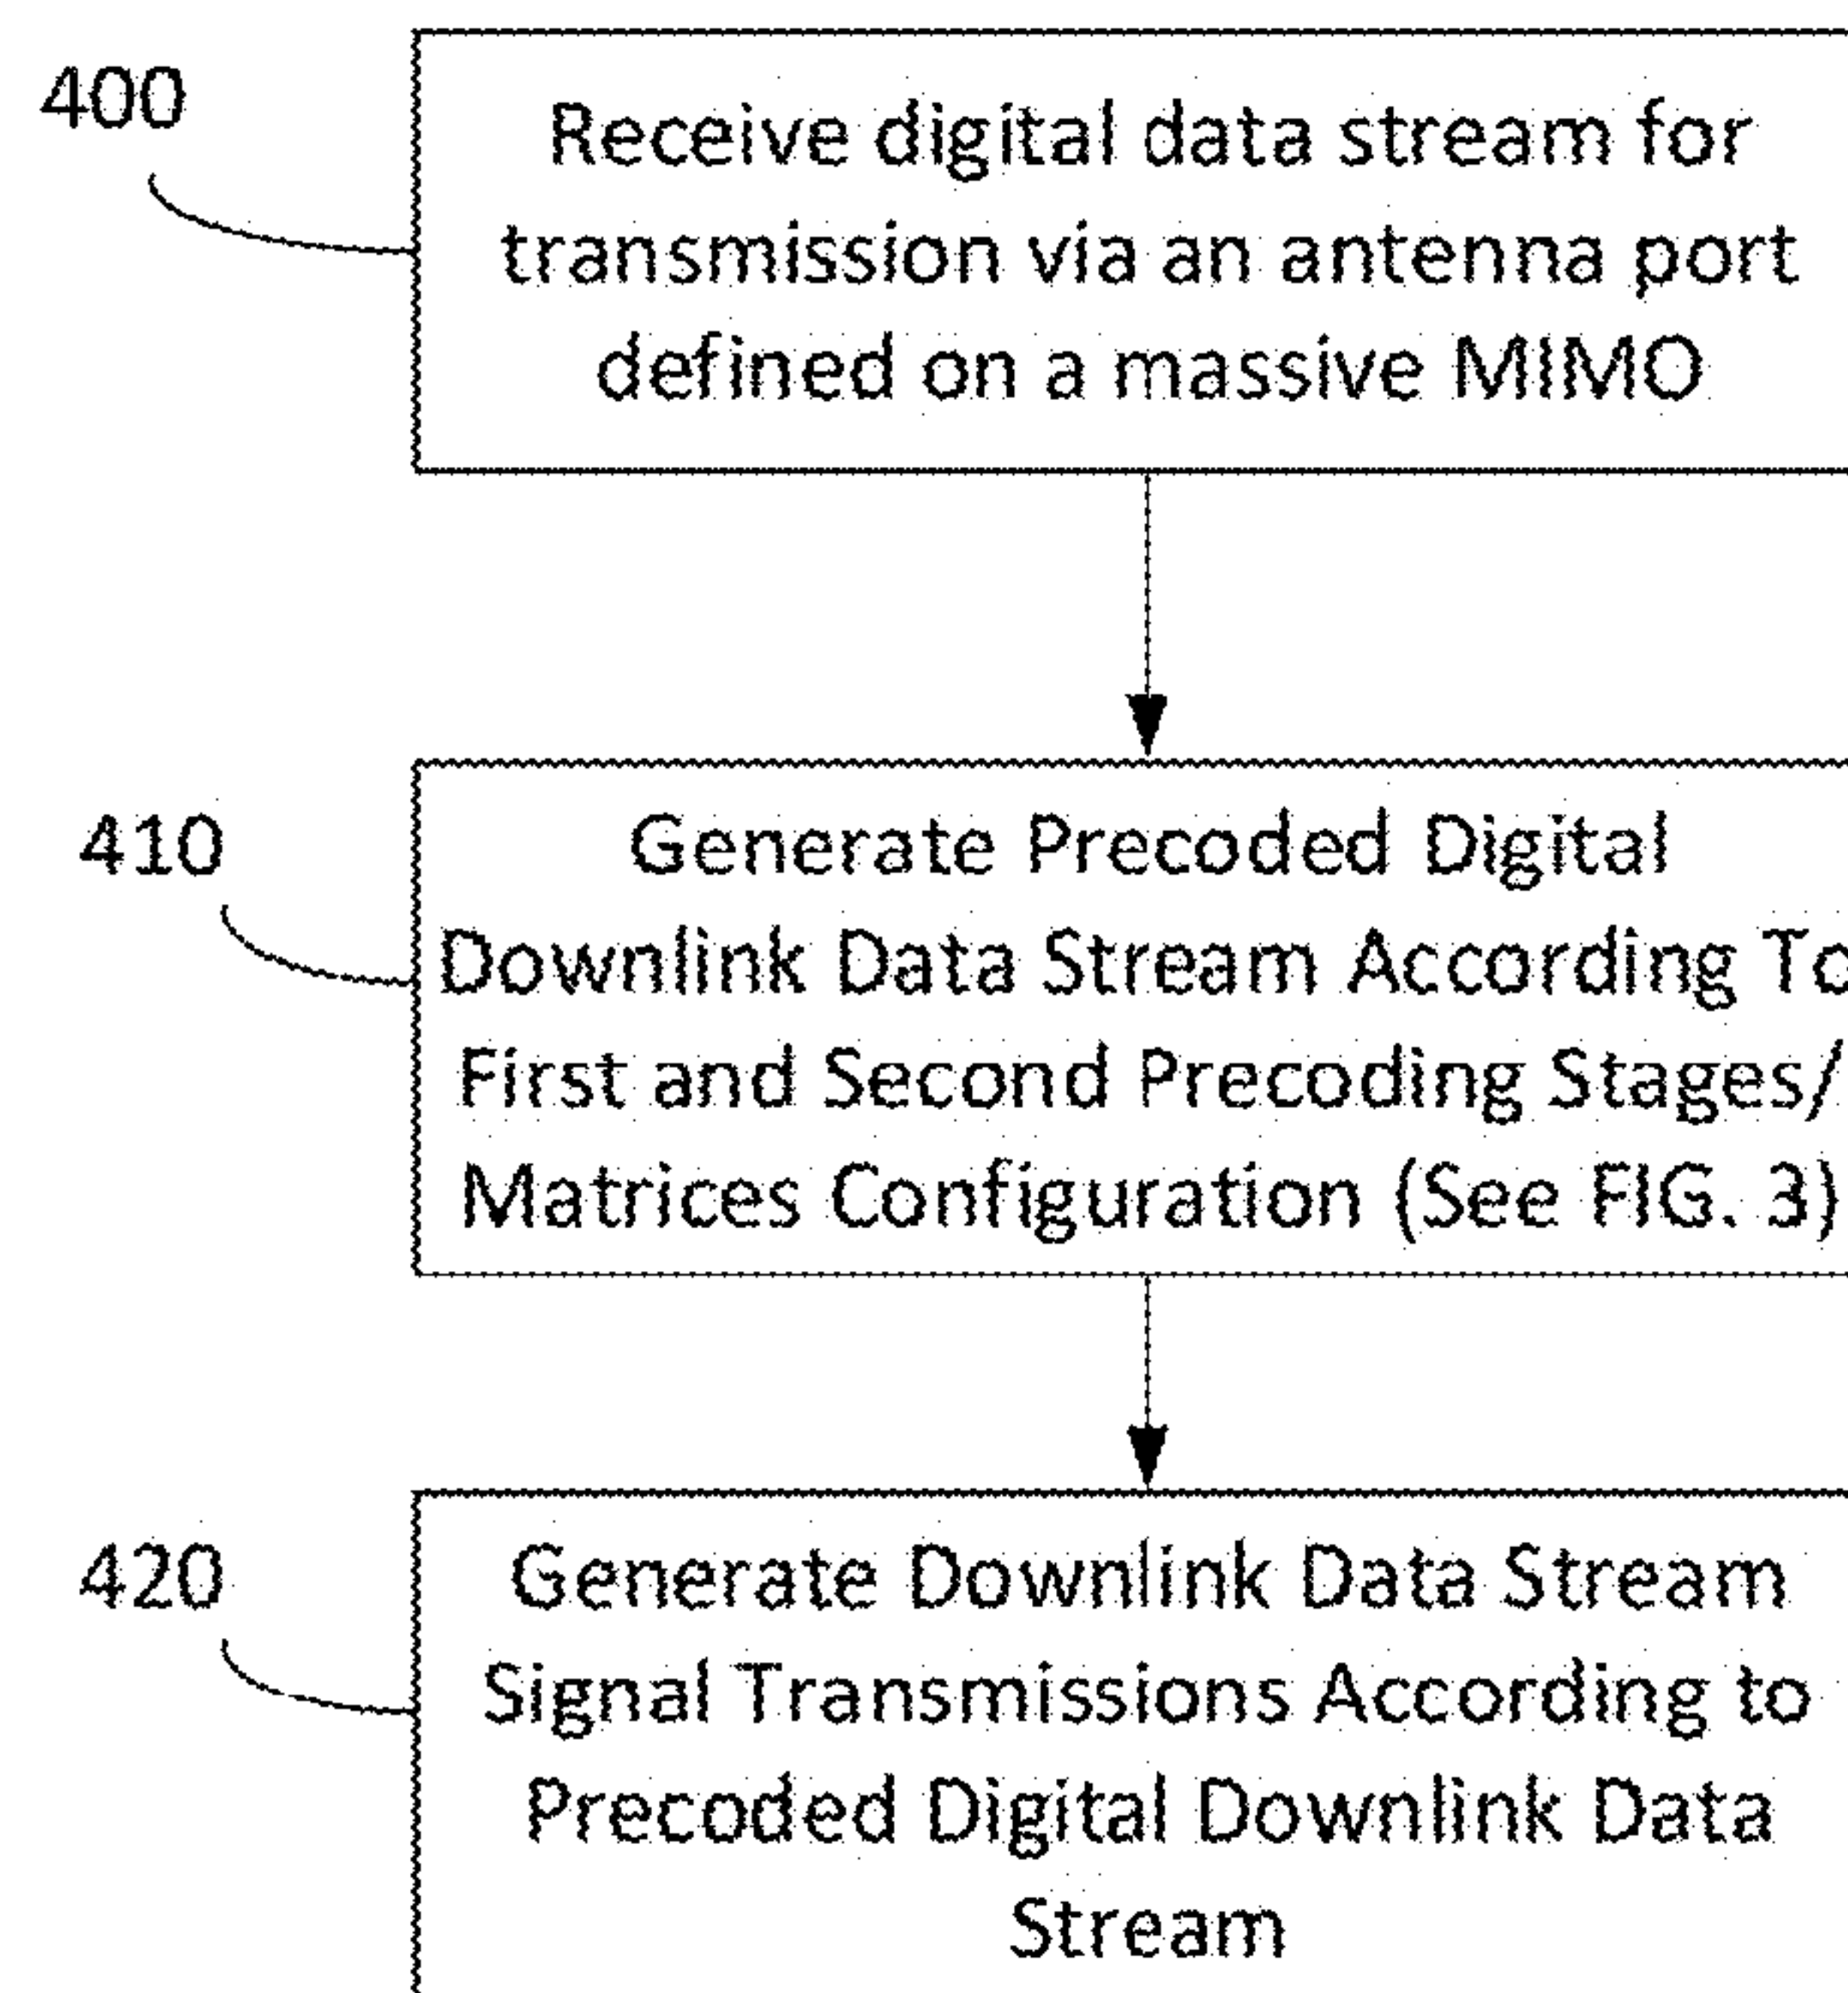 400
Receive digital data stream for
transmission via an antenna port
defined on a massive MIMO
410
Generate Precoded Digital
Downlink Data Stream According To
First and Second Precoding Stages/
Matrices Configuration (See FIG. 3)
420
Generate Downlink Data Stream
Signal Transmissions According to
Precoded Digital Downlink Data
Stream